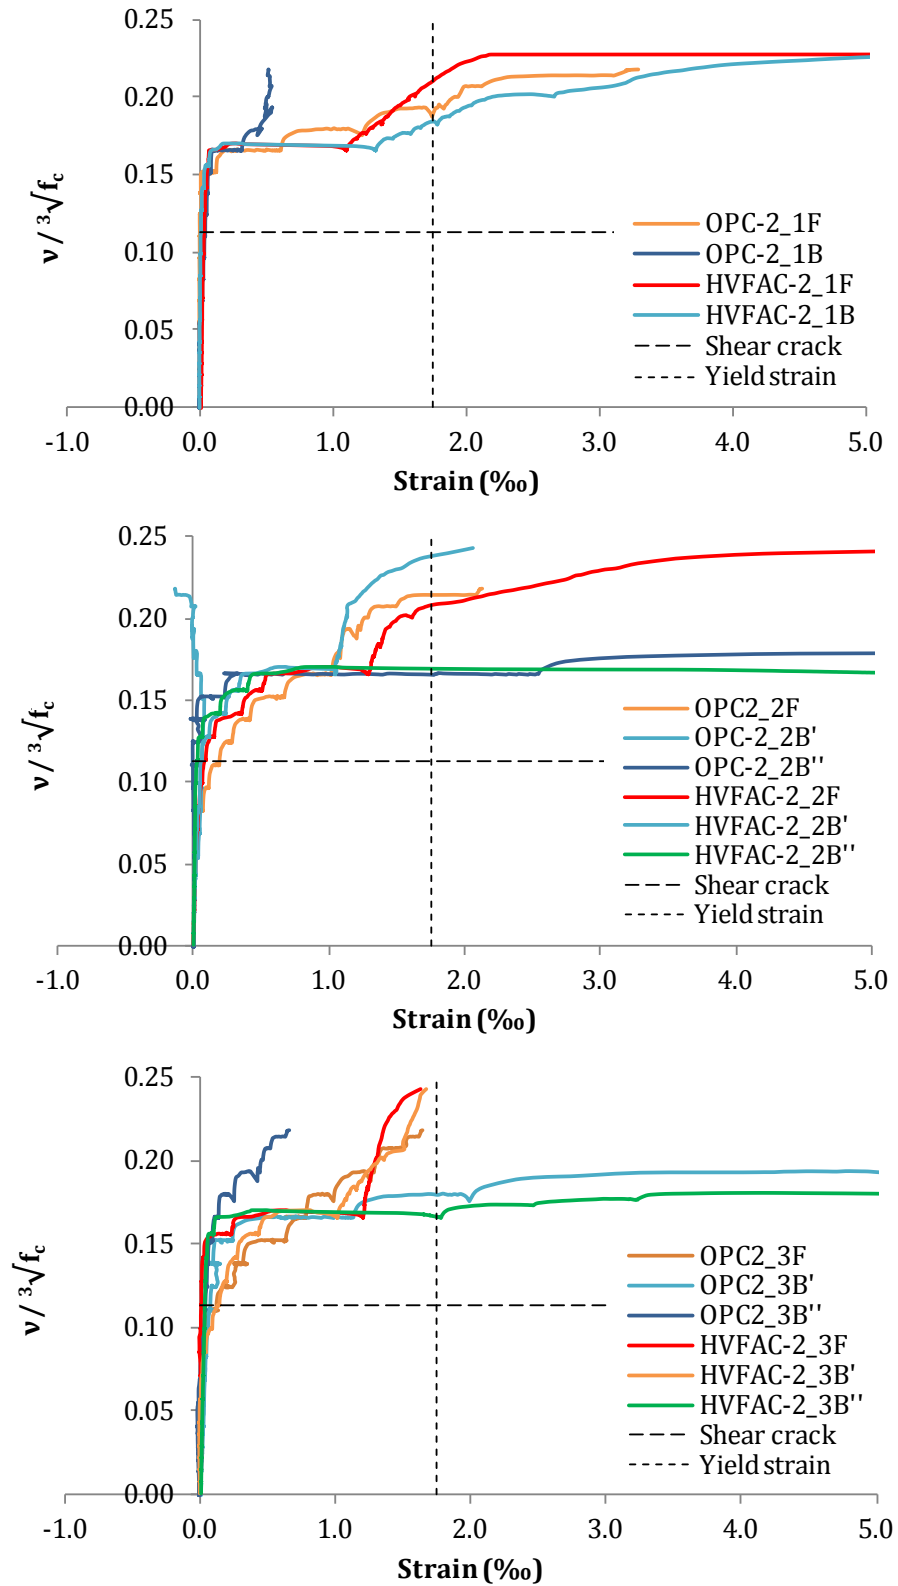 0.25
0.20
0.15
0.10
0.05
0.00
ν / ³√f_c
OPC-2_1F
OPC-2_1B
HVFAC-2_1F
HVFAC-2_1B
Shear crack
Yield strain
-1.0 0.0 1.0 2.0 3.0 4.0 5.0
Strain (‰)
0.25
0.20
0.15
0.10
0.05
0.00
ν / ³√f_c
OPC2_2F
OPC-2_2B'
OPC-2_2B''
HVFAC-2_2F
HVFAC-2_2B'
HVFAC-2_2B''
Shear crack
Yield strain
-1.0 0.0 1.0 2.0 3.0 4.0 5.0
Strain (‰)
0.25
0.20
0.15
0.10
0.05
0.00
ν / ³√f_c
OPC2_3F
OPC2_3B'
OPC2_3B''
HVFAC-2_3F
HVFAC-2_3B'
HVFAC-2_3B''
Shear crack
Yield strain
-1.0 0.0 1.0 2.0 3.0 4.0 5.0
Strain (‰)